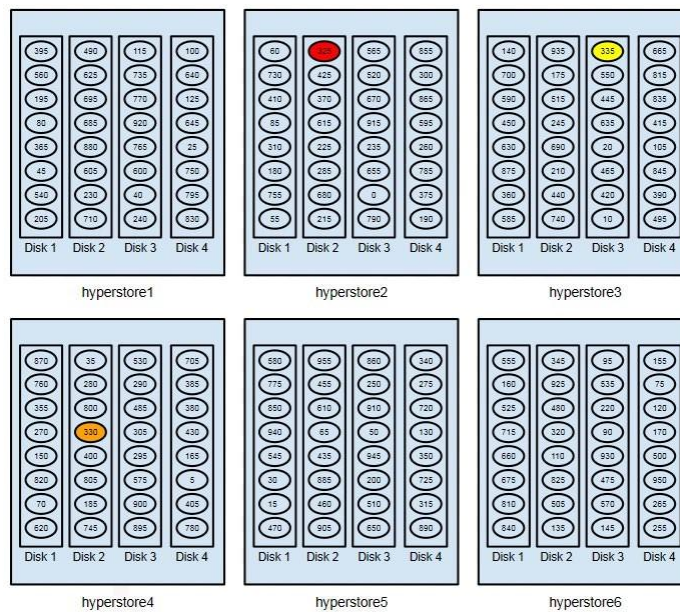 395 490 115 100
560 625 735 640
195 695 770 125
80 685 920 645
365 880 765 25
45 605 600 750
540 230 40 795
205 710 240 830
Disk 1 Disk 2 Disk 3 Disk 4
hyperstore1
60 325 565 855
730 425 520 300
410 370 670 865
85 615 915 595
310 225 235 260
180 285 655 785
755 680 0 375
55 215 790 190
Disk 1 Disk 2 Disk 3 Disk 4
hyperstore2
140 935 335 665
700 175 550 815
590 515 445 835
450 245 635 415
630 690 20 105
875 210 465 845
360 440 420 390
585 740 10 495
Disk 1 Disk 2 Disk 3 Disk 4
hyperstore3
870 35 530 705
760 280 290 385
355 800 485 380
270 330 305 430
150 400 295 165
820 805 575 5
70 185 900 405
620 745 895 780
Disk 1 Disk 2 Disk 3 Disk 4
hyperstore4
580 955 860 340
775 455 250 275
850 610 910 720
940 65 50 130
545 435 945 350
30 885 200 725
15 460 510 315
470 905 650 890
Disk 1 Disk 2 Disk 3 Disk 4
hyperstore5
555 345 95 155
160 925 535 75
525 480 220 120
715 320 90 170
660 110 930 500
675 825 475 950
810 505 570 265
840 135 145 255
Disk 1 Disk 2 Disk 3 Disk 4
hyperstore6